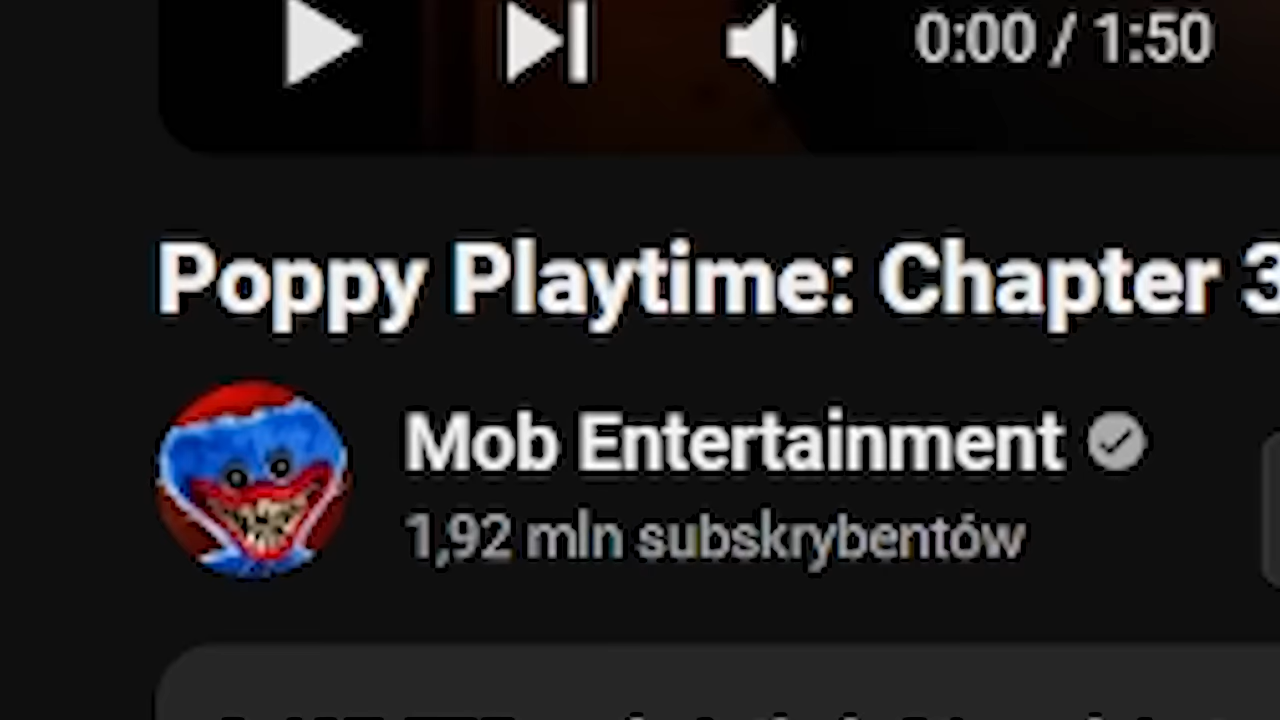 0:00 / 1:50
Poppy Playtime: Chapter 3
Mob Entertainment
1,92 mln subskrybentów